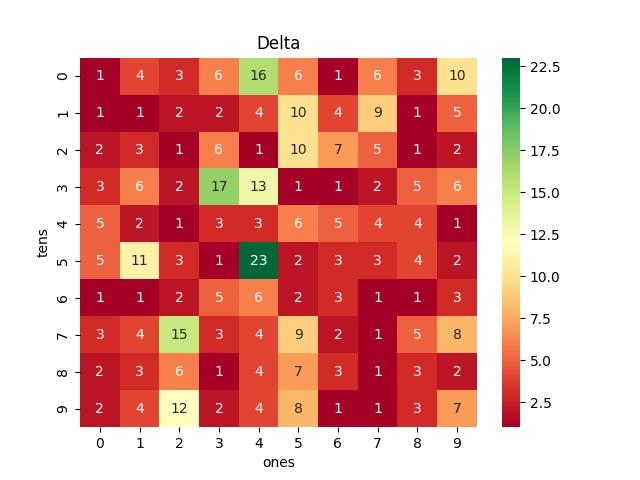 Delta
0 1 4 3 6 16 6 1 6 3 10
1 1 1 2 2 4 10 4 9 1 5
2 2 3 1 6 1 10 7 5 1 2
3 3 6 2 17 13 1 1 2 5 6
4 5 2 1 3 3 6 5 4 4 1
5 5 11 3 1 23 2 3 3 4 2
6 1 1 2 5 6 2 3 1 1 3
7 3 4 15 3 4 9 2 1 5 8
8 2 3 6 1 4 7 3 1 3 2
9 2 4 12 2 4 8 1 1 3 7
0 1 2 3 4 5 6 7 8 9
tens
ones
22.5
20.0
17.5
15.0
12.5
10.0
7.5
5.0
2.5